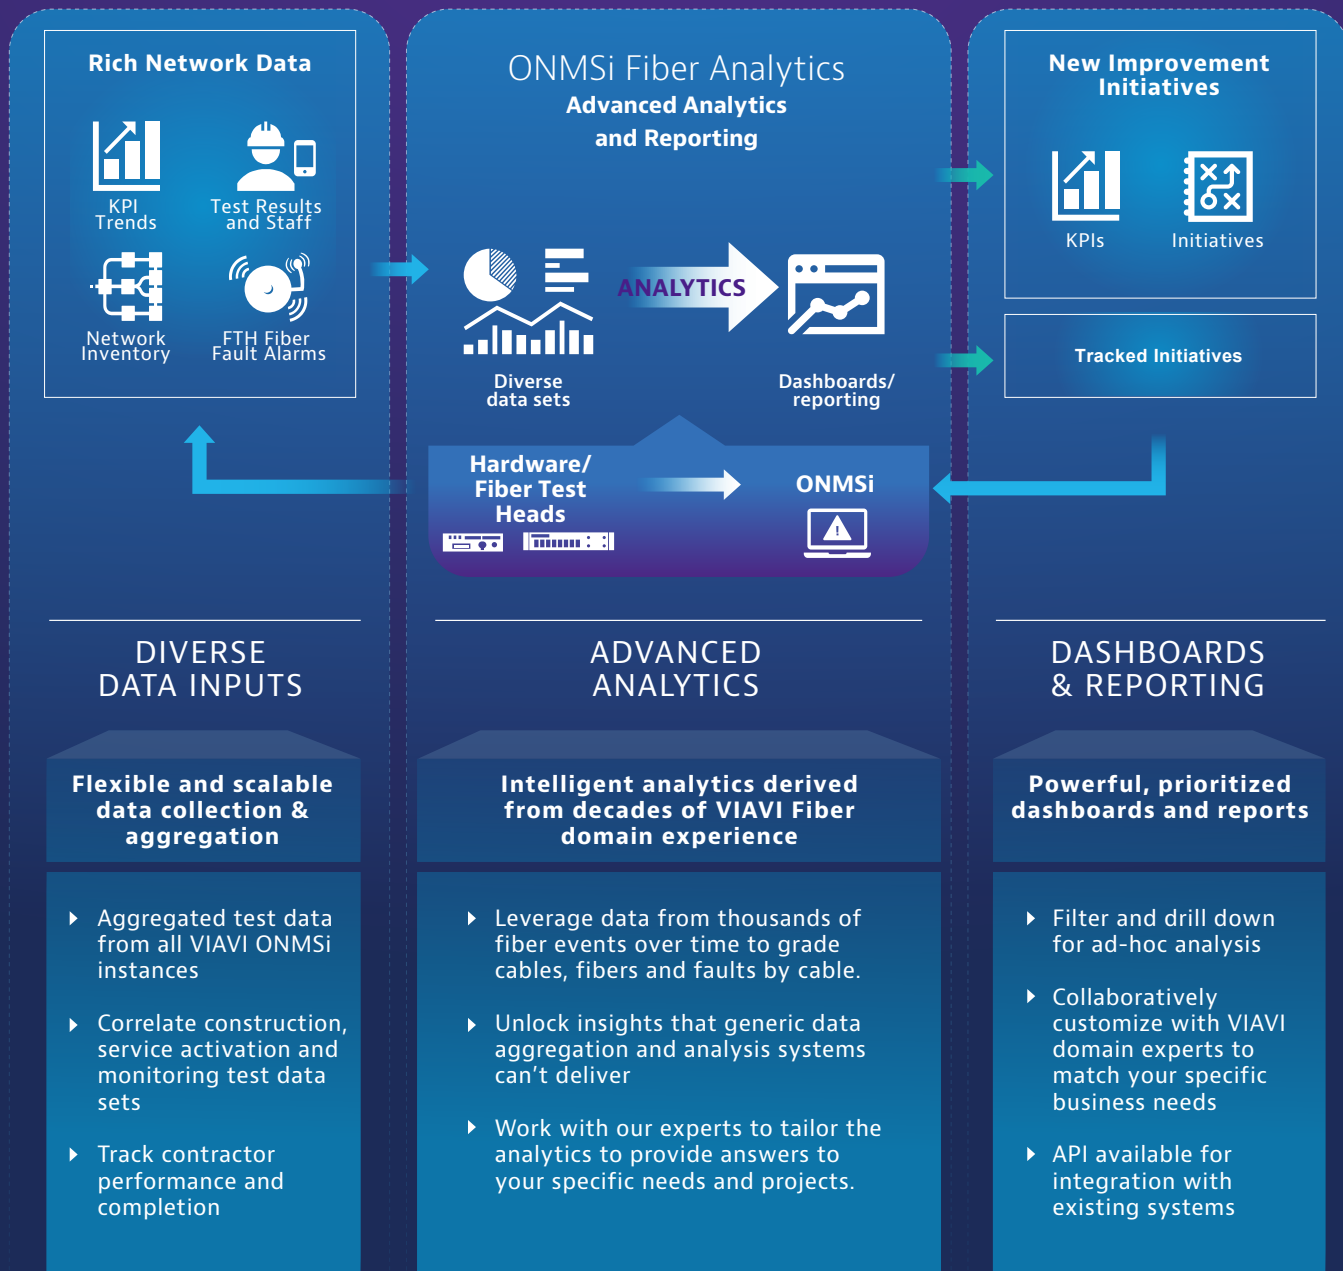 Rich Network Data
KPI
Trends
Test Results
and Staff
Network
Inventory
FTH Fiber
Fault Alarms
ONMSi Fiber Analytics
Advanced Analytics
and Reporting
ANALYTICS
Diverse
data sets
Dashboards/
reporting
Hardware/
Fiber Test
Heads
ONMSi
New Improvement
Initiatives
KPIs
Initiatives
Tracked Initiatives
DIVERSE
DATA INPUTS
Flexible and scalable
data collection &
aggregation
Aggregated test data
from all VIAVI ONMSi
instances
Correlate construction,
service activation and
monitoring test data
sets
Track contractor
performance and
completion
ADVANCED
ANALYTICS
Intelligent analytics derived
from decades of VIAVI Fiber
domain experience
Leverage data from thousands of
fiber events over time to grade
cables, fibers and faults by cable.
Unlock insights that generic data
aggregation and analysis systems
can't deliver
Work with our experts to tailor the
analytics to provide answers to
your specific needs and projects.
DASHBOARDS
& REPORTING
Powerful, prioritized
dashboards and reports
Filter and drill down
for ad-hoc analysis
Collaboratively
customize with VIAVI
domain experts to
match your specific
business needs
API available for
integration with
existing systems